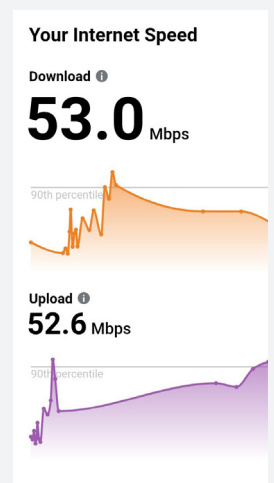 Your Internet Speed
Download
53.0 Mbps
90th percentile
Upload
52.6 Mbps
90th percentile